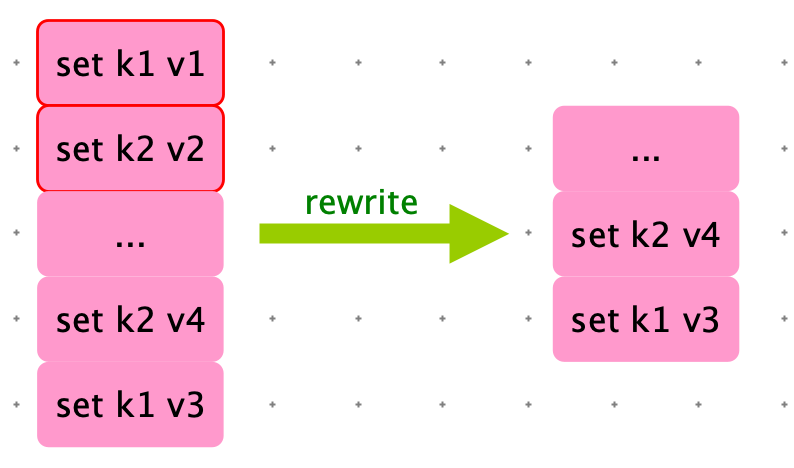 set k1 v1
set k2 v2
...
set k2 v4
set k1 v3
rewrite
...
set k2 v4
set k1 v3